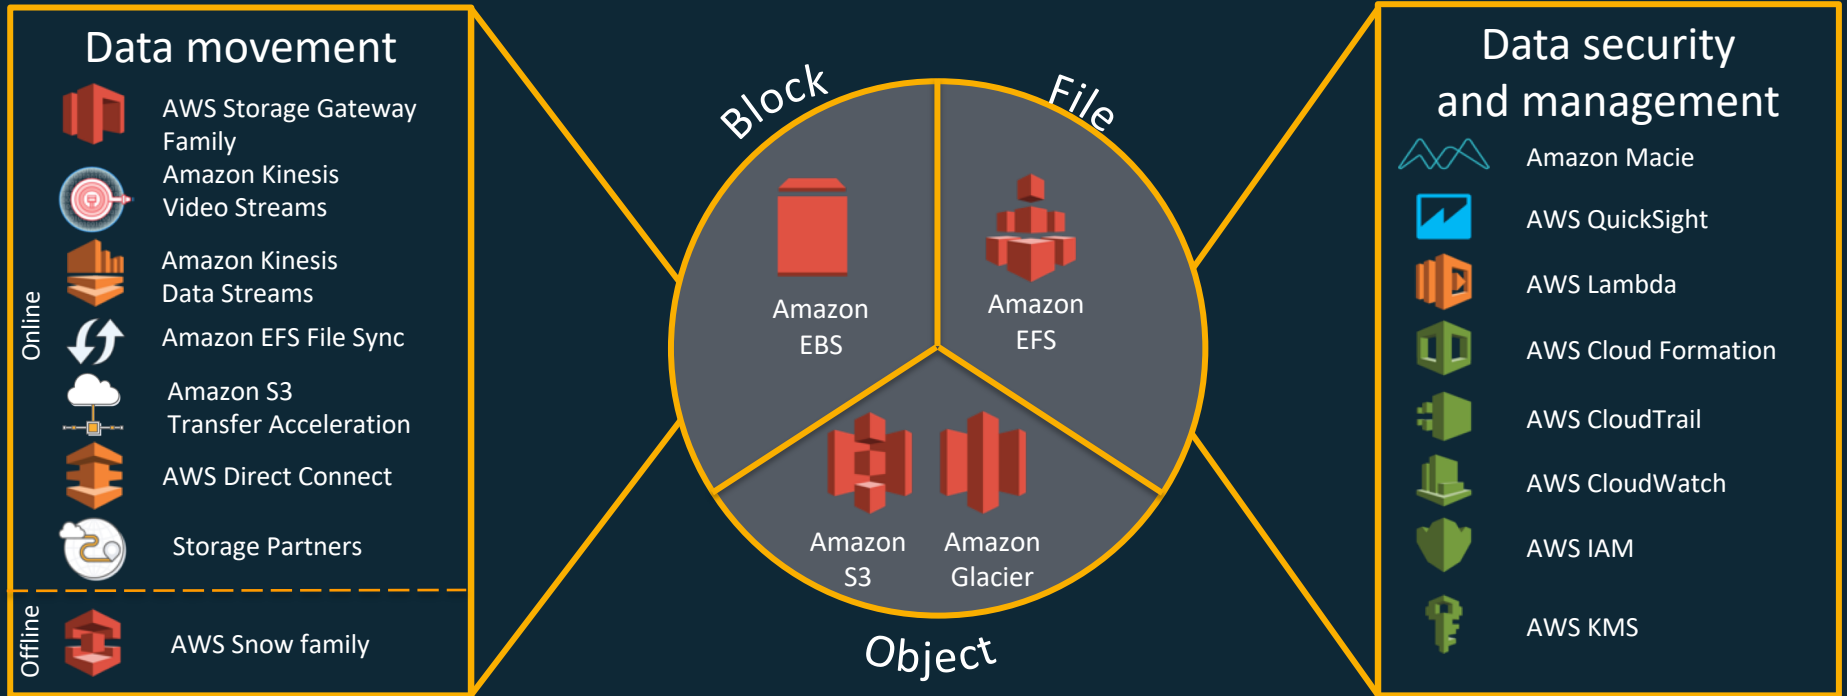 Data movement
AWS Storage Gateway
Family
Amazon Kinesis
Video Streams
Amazon Kinesis
Data Streams
Amazon EFS File Sync
Amazon S3
Transfer Acceleration
AWS Direct Connect
Storage Partners
Online
AWS Snow family
Offline
Block
File
Amazon
EBS
Amazon
EFS
Amazon
S3
Amazon
Glacier
Object
Data security
and management
Amazon Macie
AWS QuickSight
AWS Lambda
AWS Cloud Formation
AWS CloudTrail
AWS CloudWatch
AWS IAM
AWS KMS